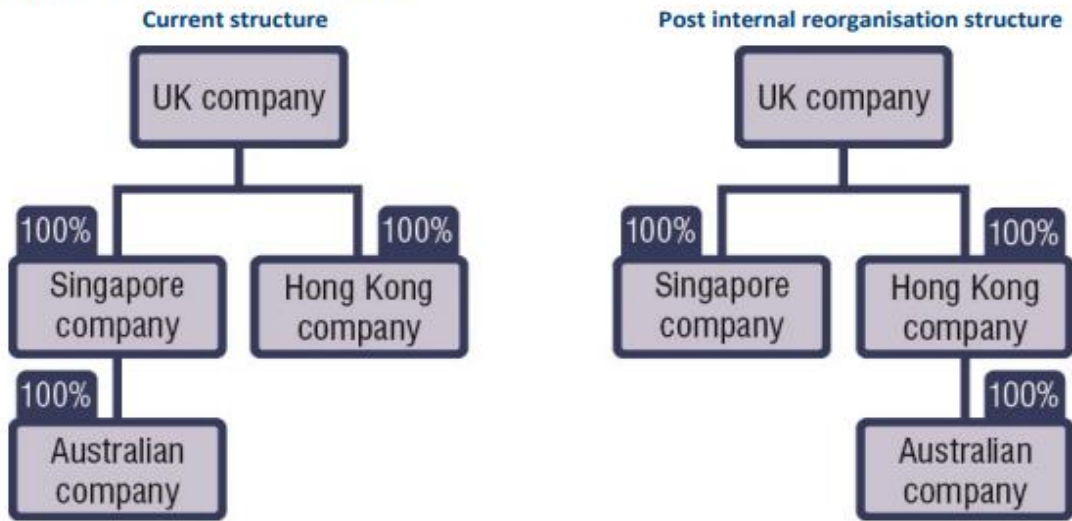 Current structure
UK company
100%
Singapore
company
100%
Hong Kong
company
100%
Australian
company
Post internal reorganisation structure
UK company
100%
Singapore
company
100%
Hong Kong
company
100%
Australian
company